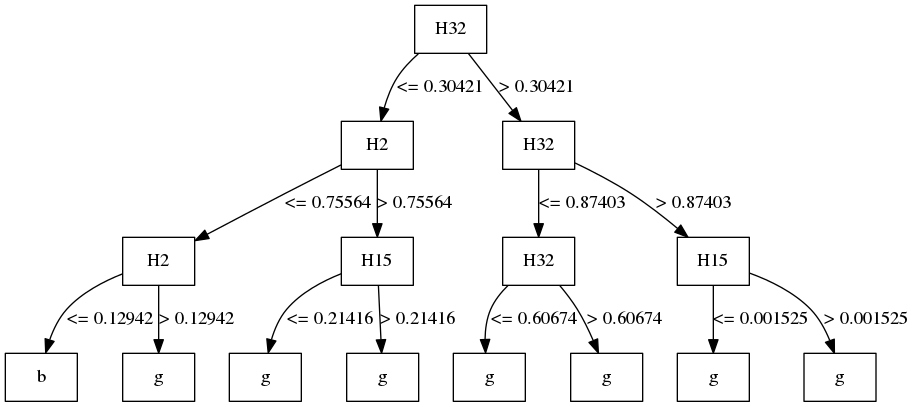 H32
<= 0.30421 > 0.30421
H2 H32
<= 0.75564 > 0.75564 <= 0.87403 > 0.87403
H2 H15 H32 H15
<= 0.12942 > 0.12942 <= 0.21416 > 0.21416 <= 0.60674 > 0.60674 <= 0.001525 > 0.001525
b g g g g g g g